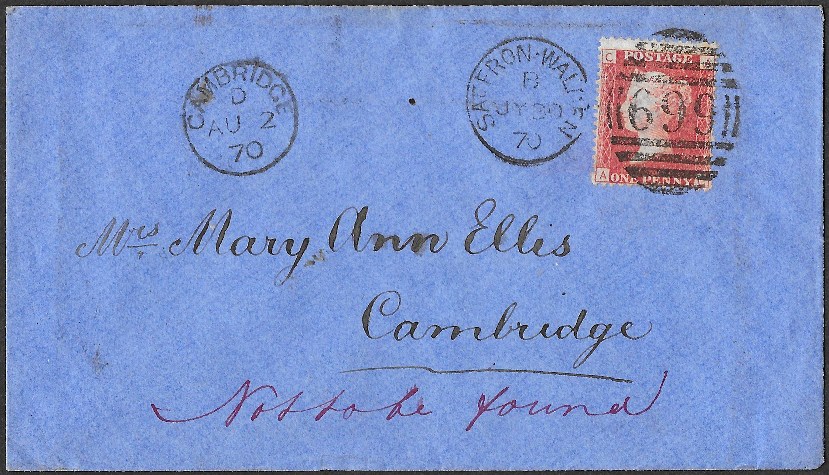 CAMBRIDGE
D
AU 2
70
SAFFRON-WALDEN
B
JY 30
70
C A
POSTAGE
699
A
ONE PENNY
Mrs Mary Ann Ellis
Cambridge
Not to be found